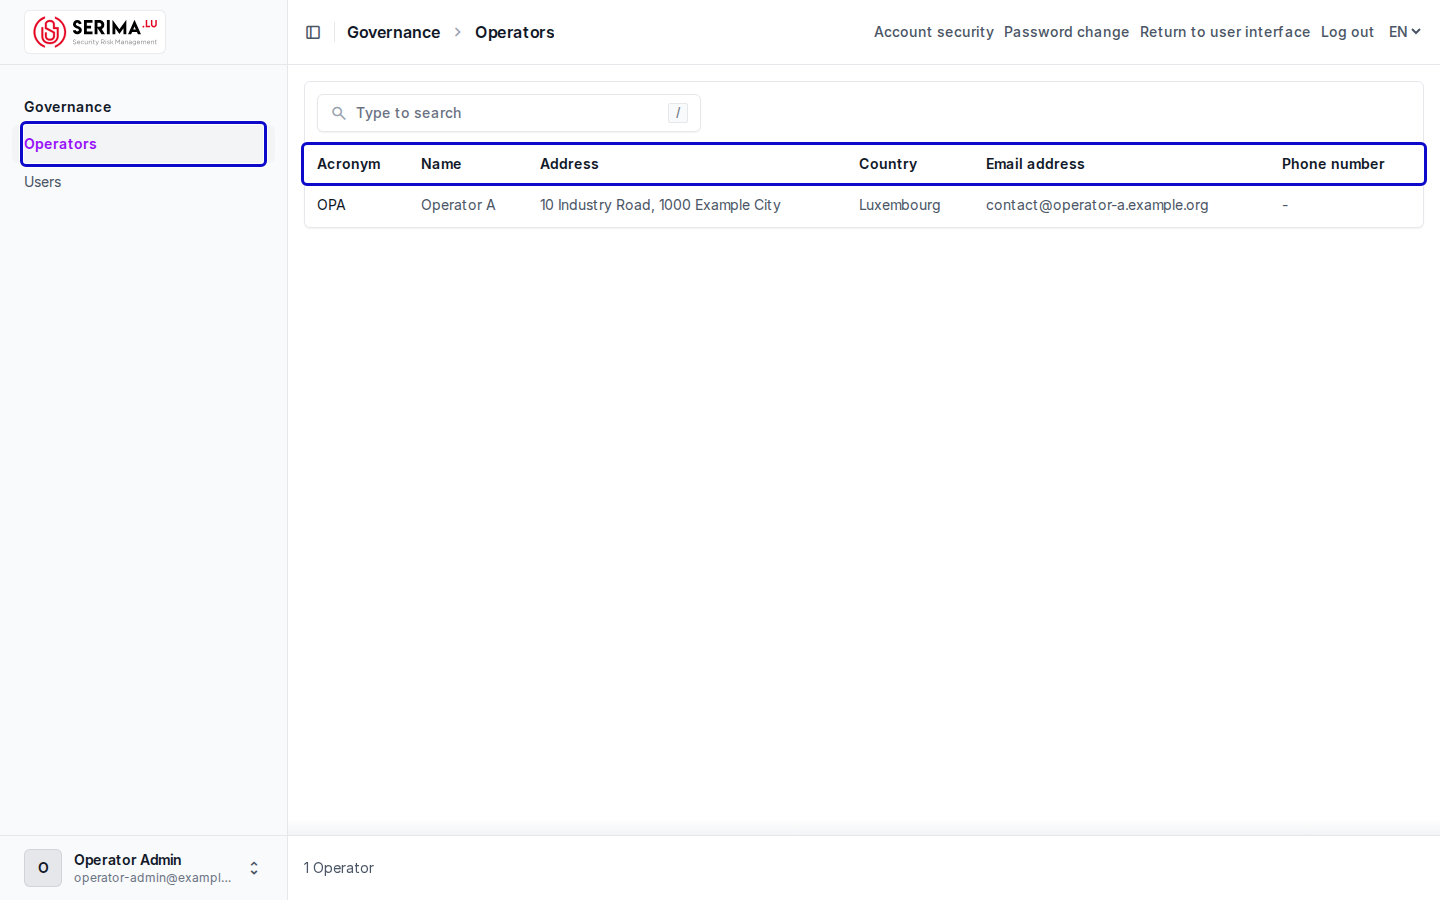 SERIMA.LU
Security Risk Management
Governance
Operators
Users
Governance > Operators
Account security Password change Return to user interface Log out EN
Type to search /
Acronym Name Address Country Email address Phone number
OPA Operator A 10 Industry Road, 1000 Example City Luxembourg contact@operator-a.example.org -
O
Operator Admin
operator-admin@exampl...
1 Operator